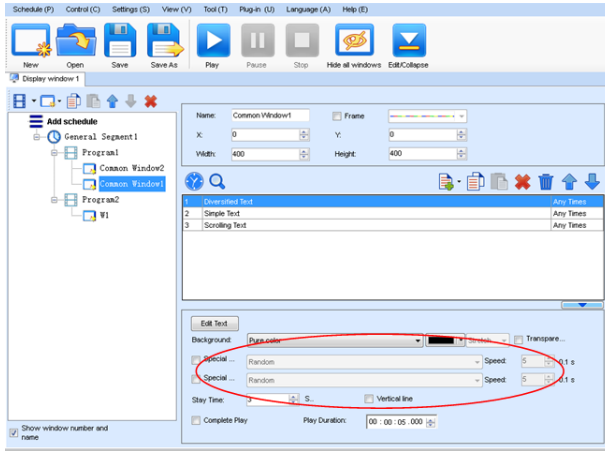 Schedule (P) Control (C) Settings (S) View (V) Tool (T) Plug-in (U) Language (A) Help (E)
New Open Save Save As Play Pause Stop Hide all windows Edit/Collapse
Display window 1
Add schedule
General Segment1
Program1
Common Window2
Common Window1
Program2
W1
Show window number and
name
Name: Common Window1 Frame
X: 0 Y: 0
Width: 400 Height: 400
1 Diversified Text Any Times
2 Simple Text Any Times
3 Scrolling Text Any Times
Edit Text
Background: Pure color Stretch Transpare...
Special ... Random Speed: 5 0.1 s
Special ... Random Speed: 5 0.1 s
Stay Time: 3 S.. Vertical line
Complete Play Play Duration: 00 : 00 : 05 .000